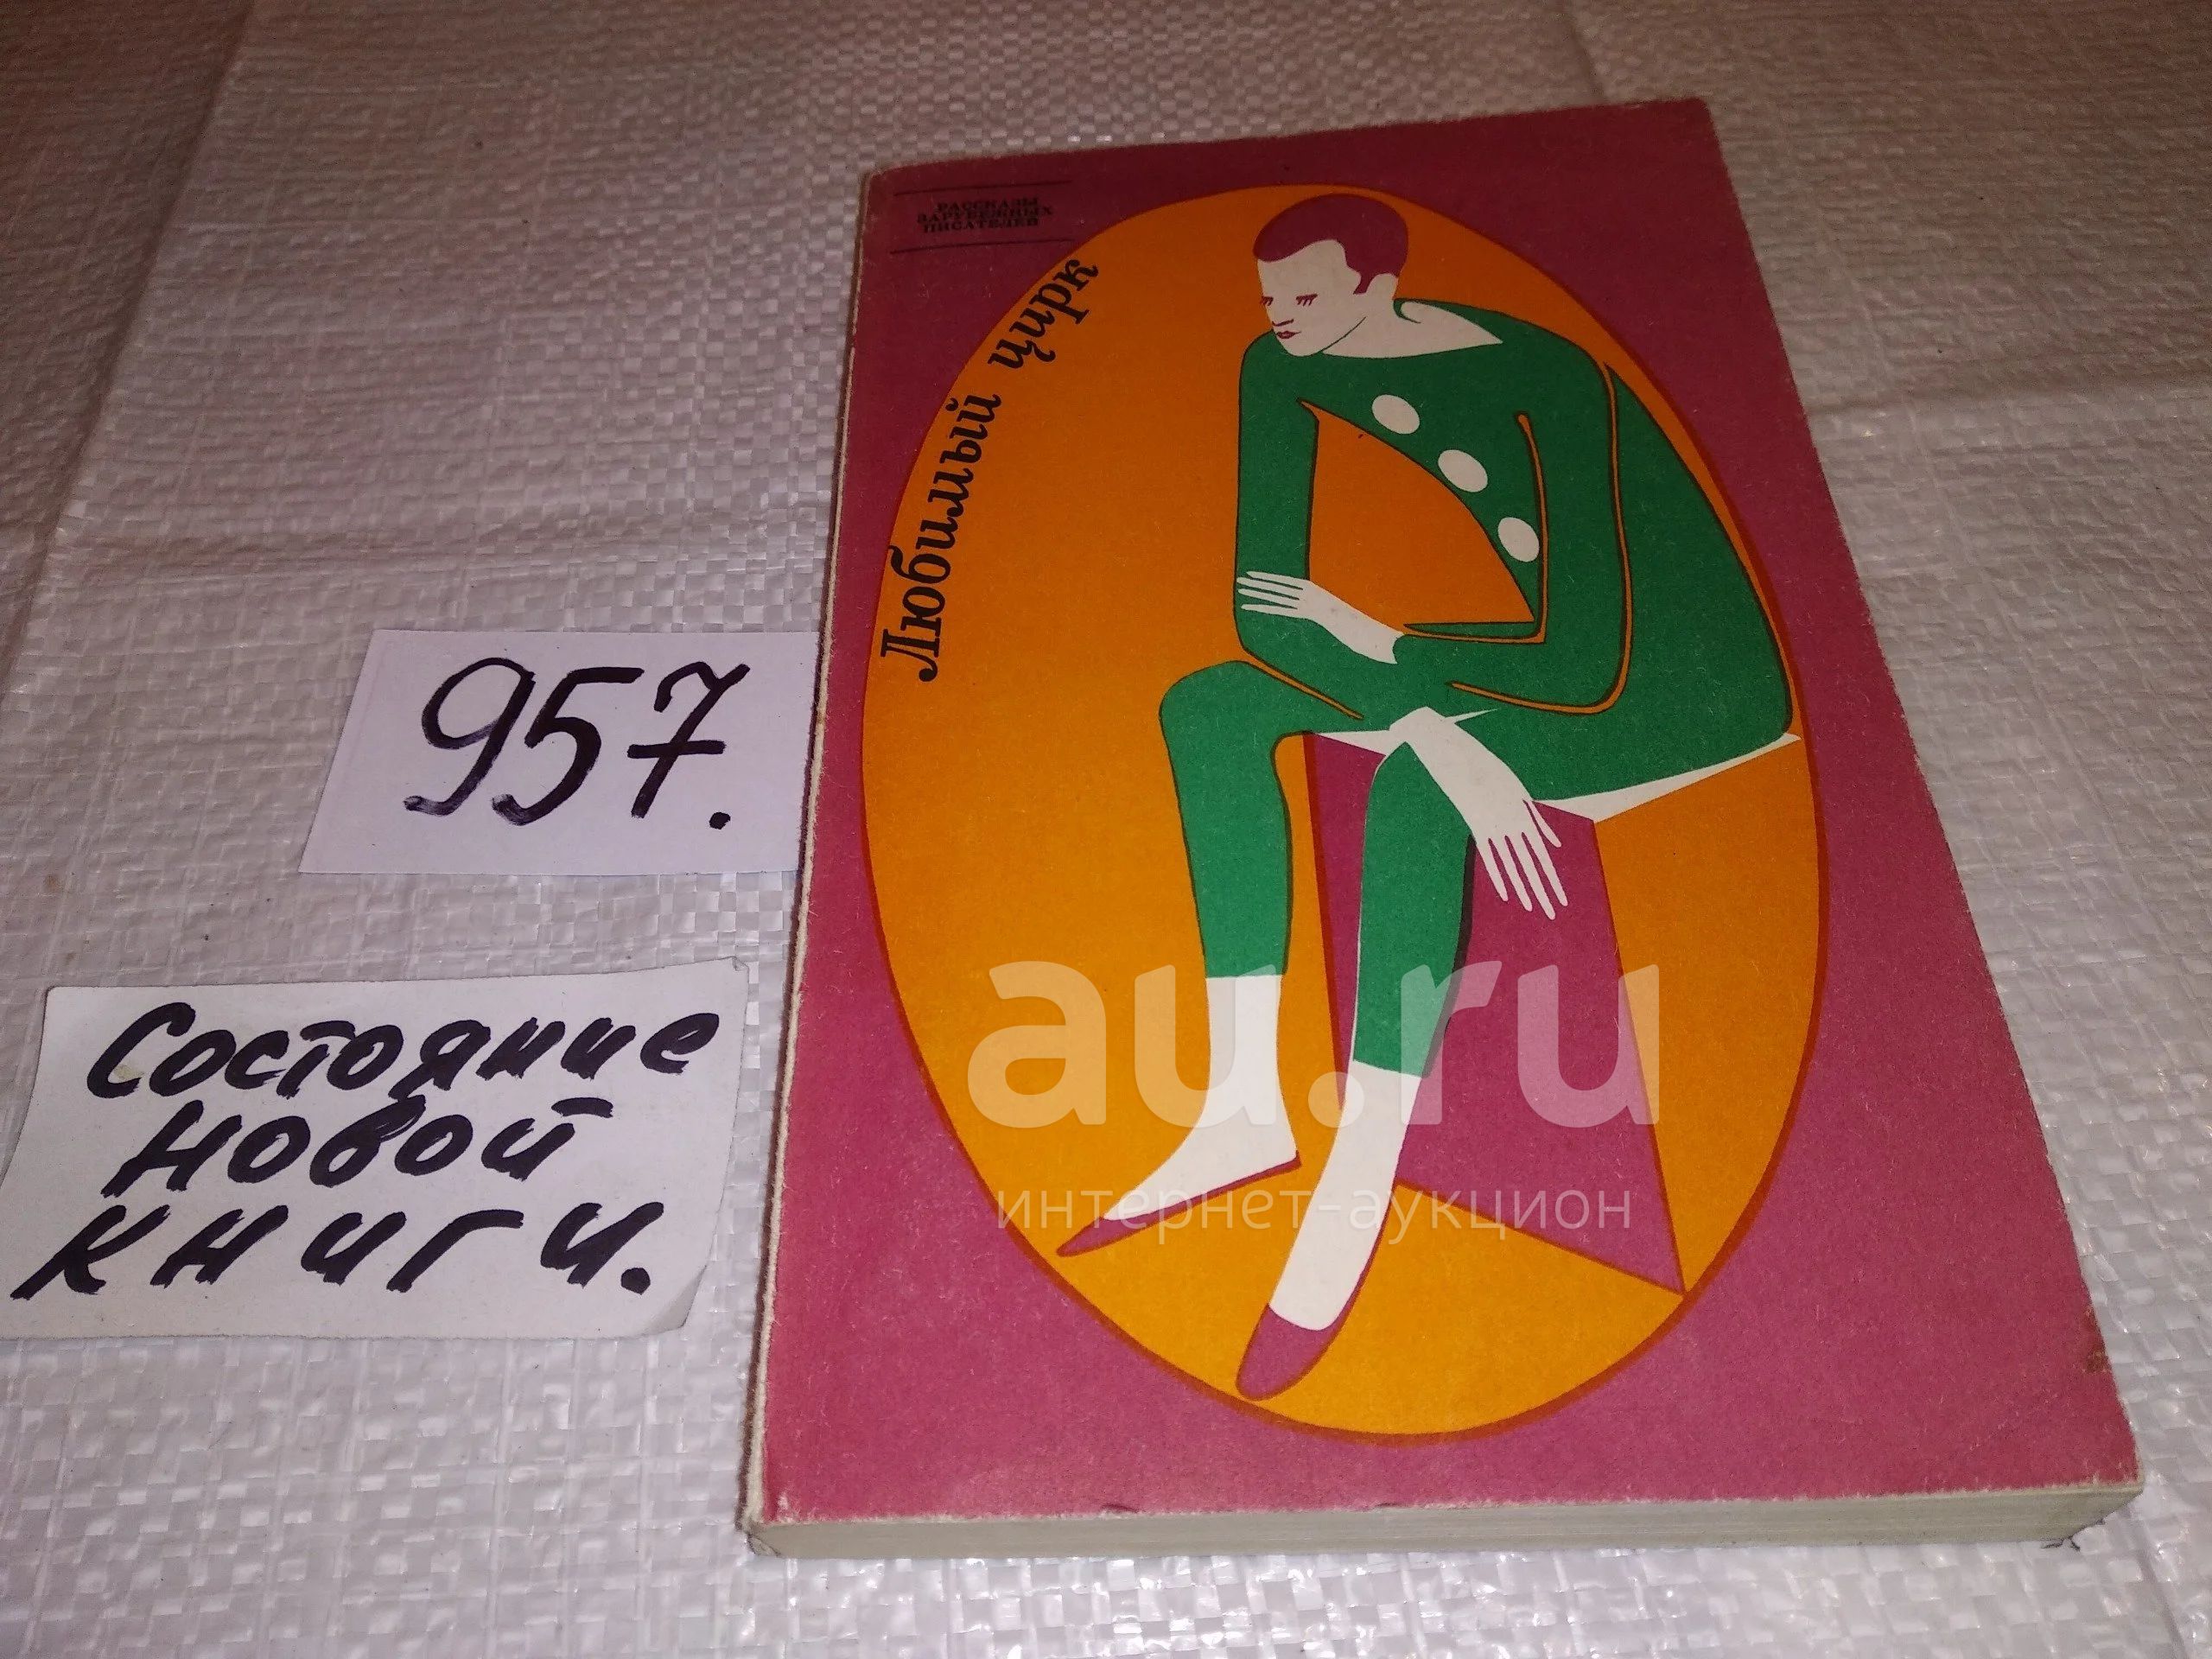 РАССКАЗЫ
ЗАРУБЕЖНЫХ
ПИСАТЕЛЕЙ
Любимый цирк
957.
Состояние
новой
книги.
au.ru
интернет-аукцион